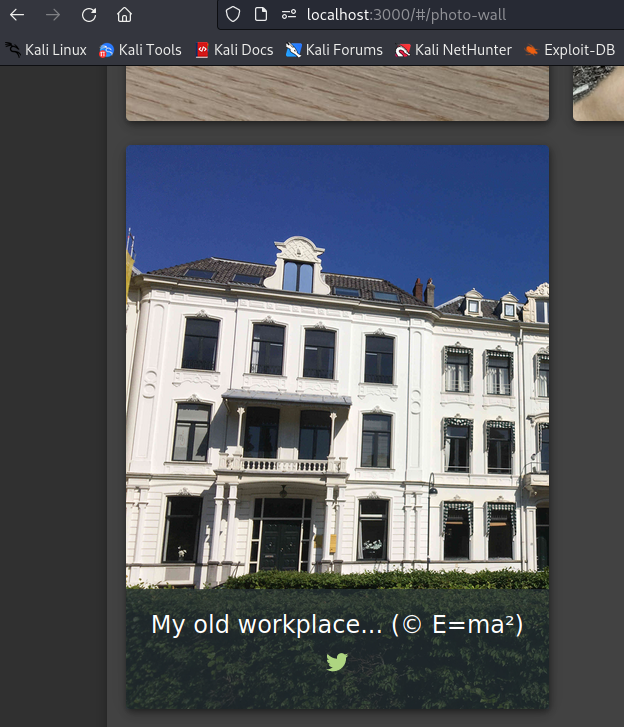 localhost:3000/#/photo-wall
Kali Linux Kali Tools Kali Docs Kali Forums Kali NetHunter Exploit-DB
My old workplace... (© E=ma²)